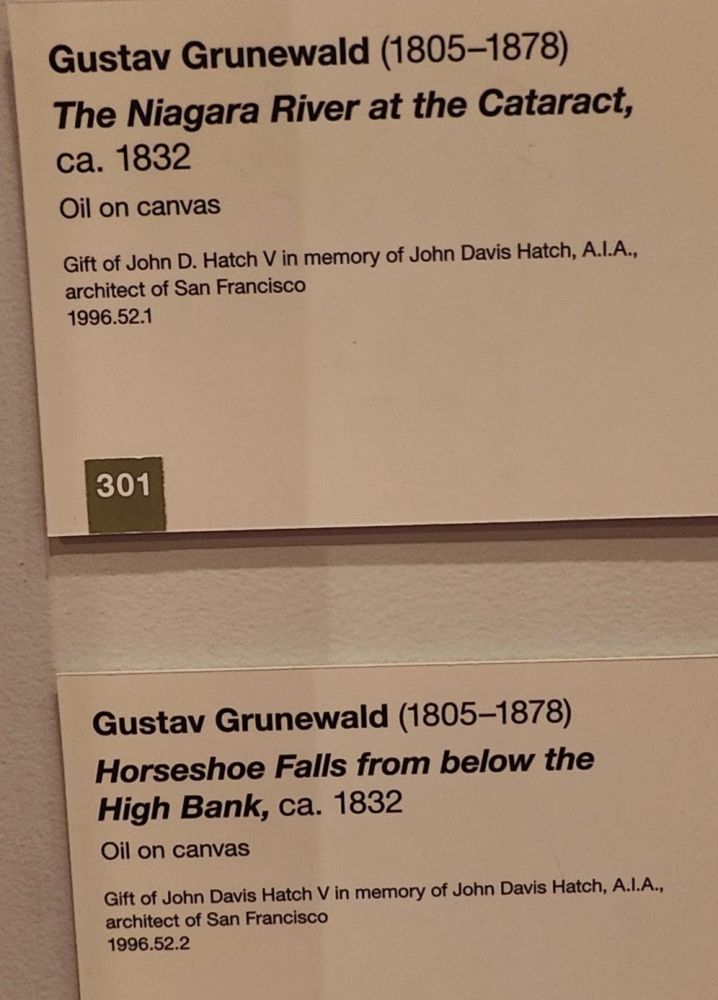 Gustav Grunewald (1805–1878)
The Niagara River at the Cataract,
ca. 1832
Oil on canvas
Gift of John D. Hatch V in memory of John Davis Hatch, A.I.A.,
architect of San Francisco
1996.52.1
301
Gustav Grunewald (1805–1878)
Horseshoe Falls from below the
High Bank, ca. 1832
Oil on canvas
Gift of John Davis Hatch V in memory of John Davis Hatch, A.I.A.,
architect of San Francisco
1996.52.2